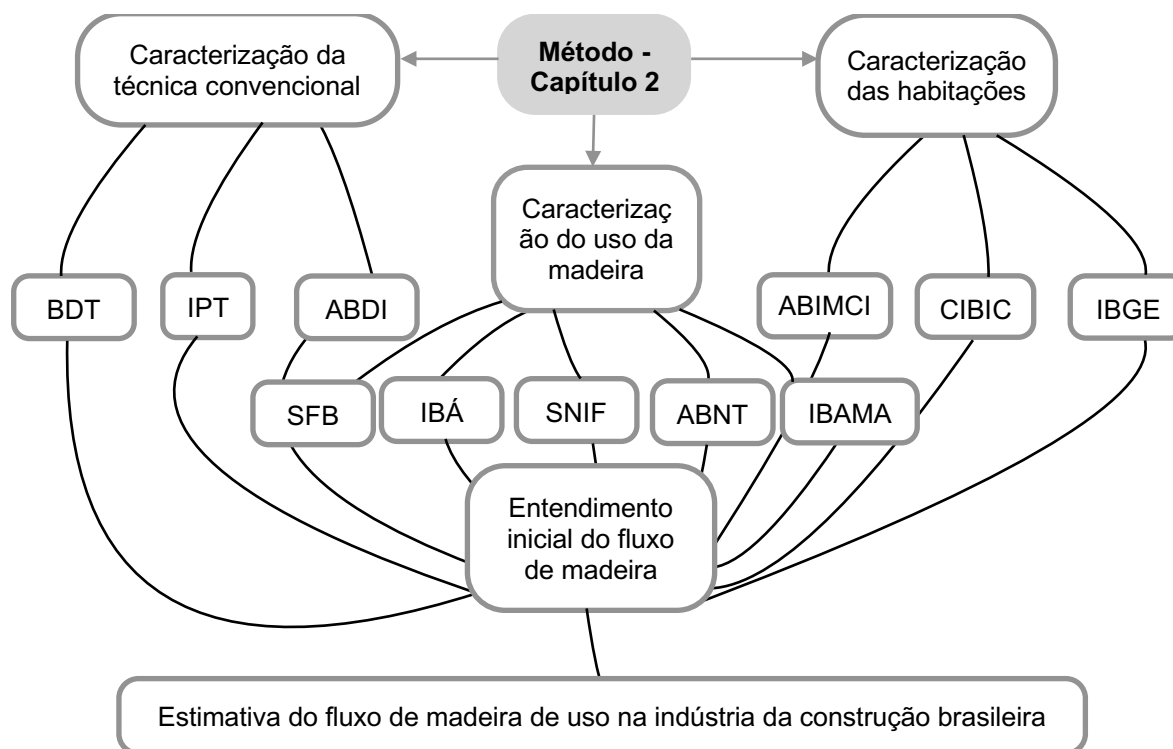 Caracterização da
técnica convencional
Método -
Capítulo 2
Caracterização
das habitações
Caracterizaç
ão do uso da
madeira
BDT
IPT
ABDI
ABIMCI
CIBIC
IBGE
SFB
IBÁ
SNIF
ABNT
IBAMA
Entendimento
inicial do fluxo
de madeira
Estimativa do fluxo de madeira de uso na indústria da construção brasileira